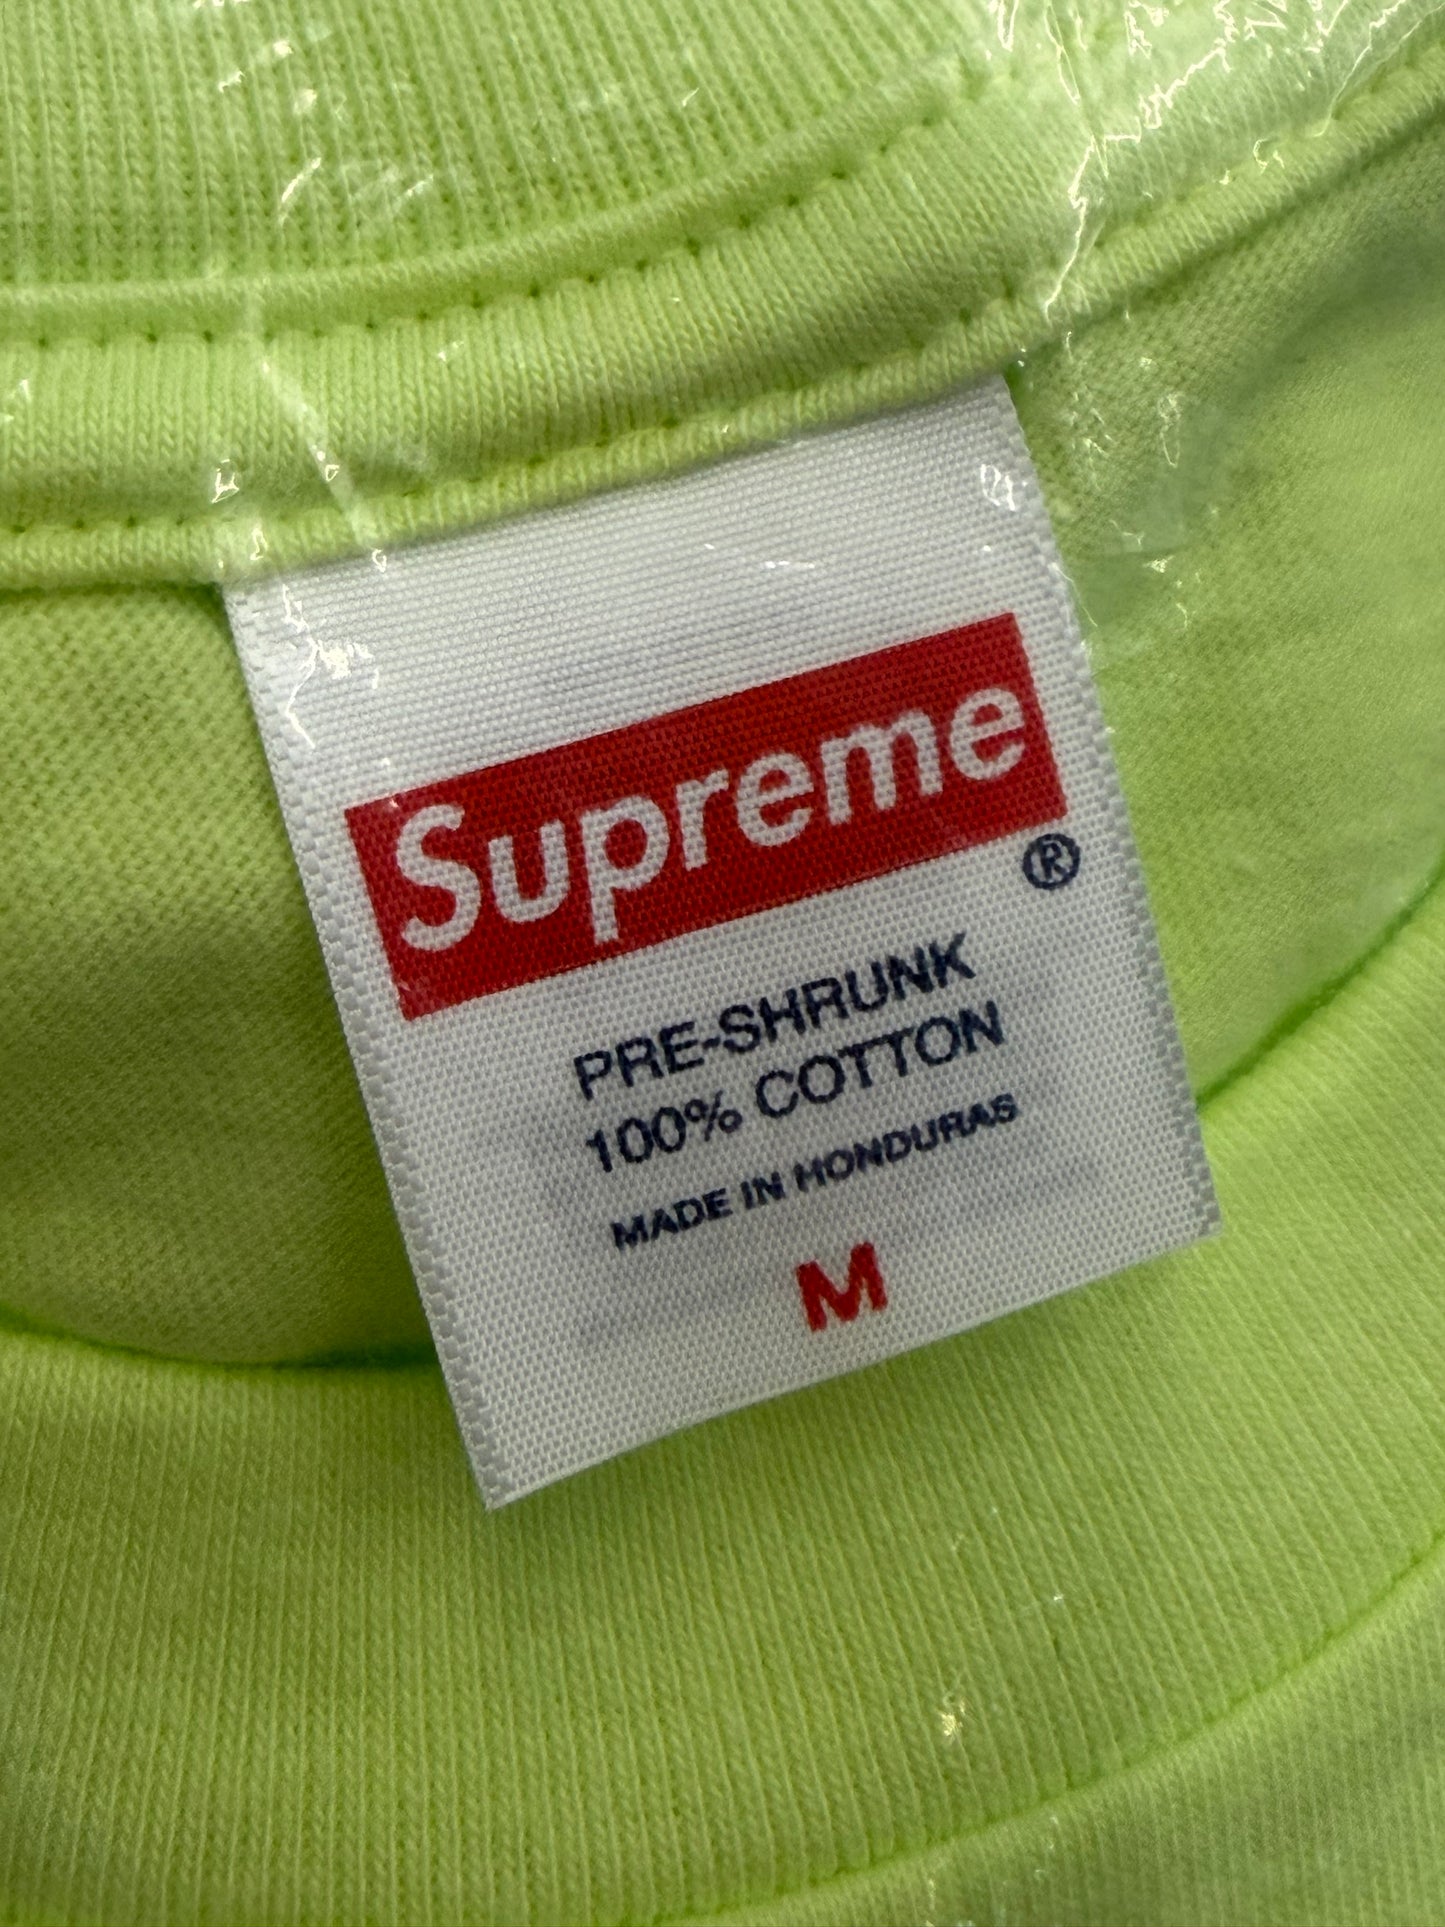 Supreme
®
PRE-SHRUNK
100% COTTON
MADE IN HONDURAS
M